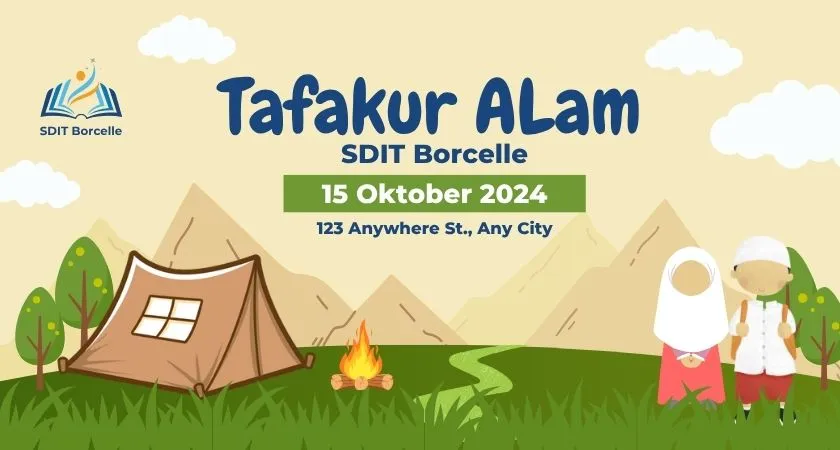 SDIT Borcelle
Tafakur ALam
SDIT Borcelle
15 Oktober 2024
123 Anywhere St., Any City